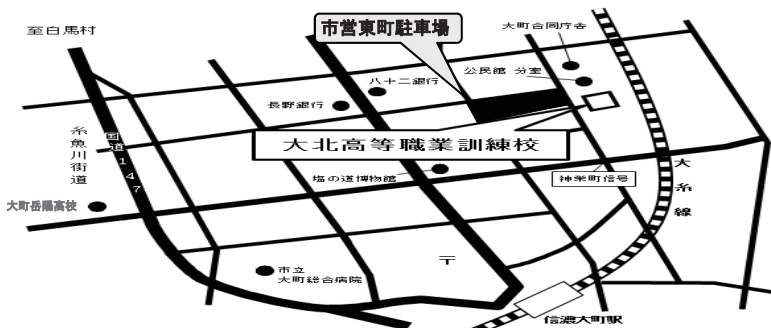 至白馬村
市営東町駐車場
大町合同庁舎
公民館 分室
八十二銀行
長野銀行
糸魚川街道
国道147
大北高等職業訓練校
塩の道博物館
神栄町信号
大糸線
大町岳陽高校
〒
市立
大町総合病院
信濃大町駅